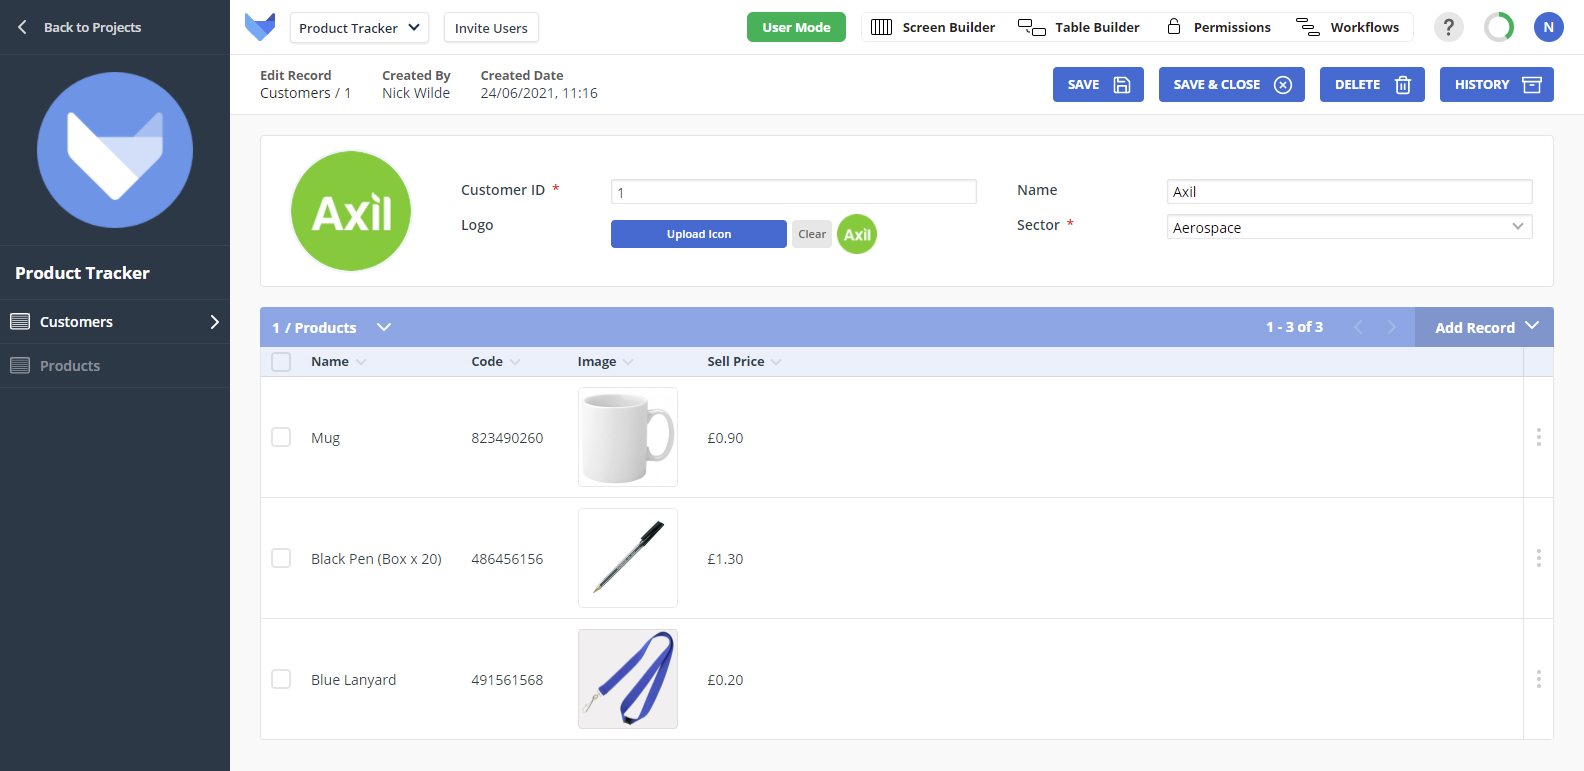 Back to Projects
Product Tracker
Invite Users
User Mode
Screen Builder
Table Builder
Permissions
Workflows
?
N
Edit Record
Customers / 1
Created By
Nick Wilde
Created Date
24/06/2021, 11:16
SAVE
SAVE & CLOSE
DELETE
HISTORY
Product Tracker
Customers
Products
Axil
Customer ID *
1
Name
Axil
Logo
Upload Icon
Clear
Axil
Sector *
Aerospace
1 / Products
1 - 3 of 3
Add Record
Name Code Image Sell Price
Mug 823490260 £0.90
Black Pen (Box x 20) 486456156 £1.30
Blue Lanyard 491561568 £0.20